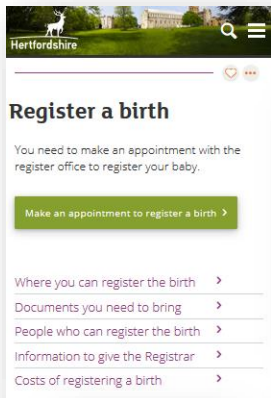 Hertfordshire
Register a birth
You need to make an appointment with the
register office to register your baby.
Make an appointment to register a birth >
Where you can register the birth >
Documents you need to bring >
People who can register the birth >
Information to give the Registrar >
Costs of registering a birth >